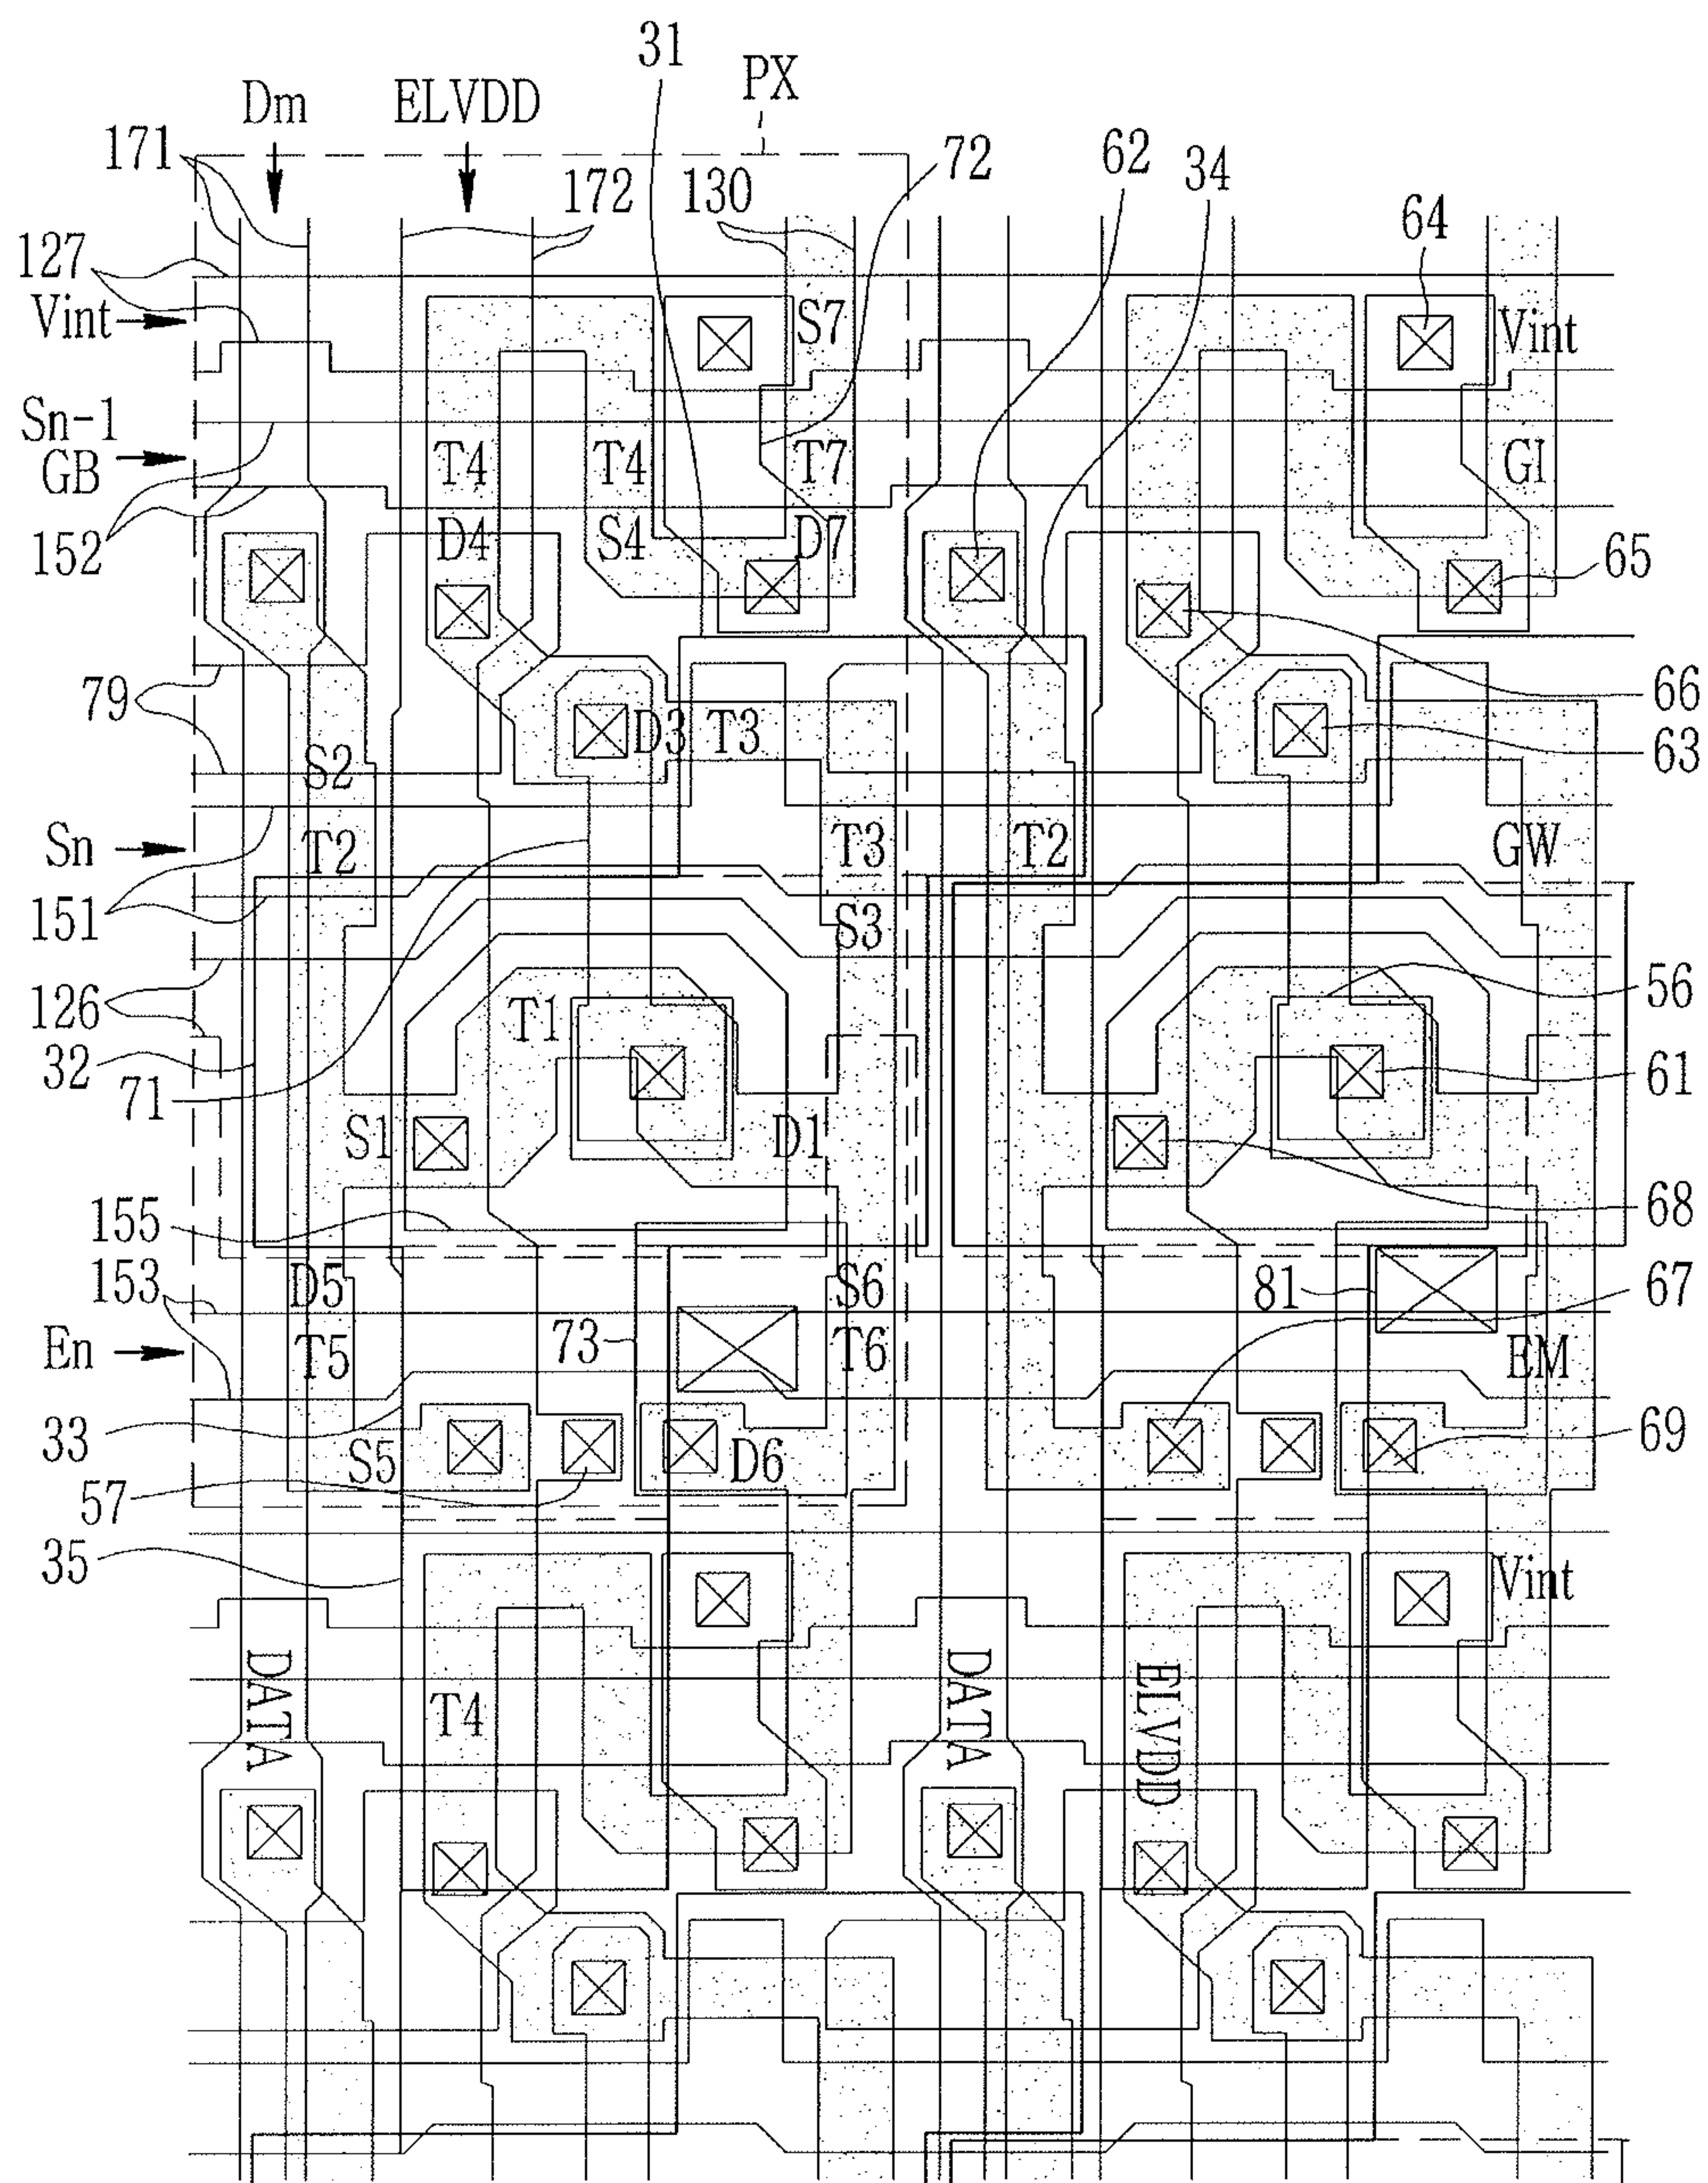 31
PX
Dm
ELVDD
171
72
62
34
172
130
64
127
Vint
S7
Vint
Sn-1
GB
T4
T4
T7
GI
152
D4
S4
D7
65
79
D3
T3
66
63
S2
Sn
T2
T3
T2
GW
151
S3
126
T1
56
32
71
61
S1
D1
155
68
153
D5
S6
81
67
En
T5
73
T6
EM
33
S5
D6
69
57
35
Vint
DATA
T4
DATA
ELVDD